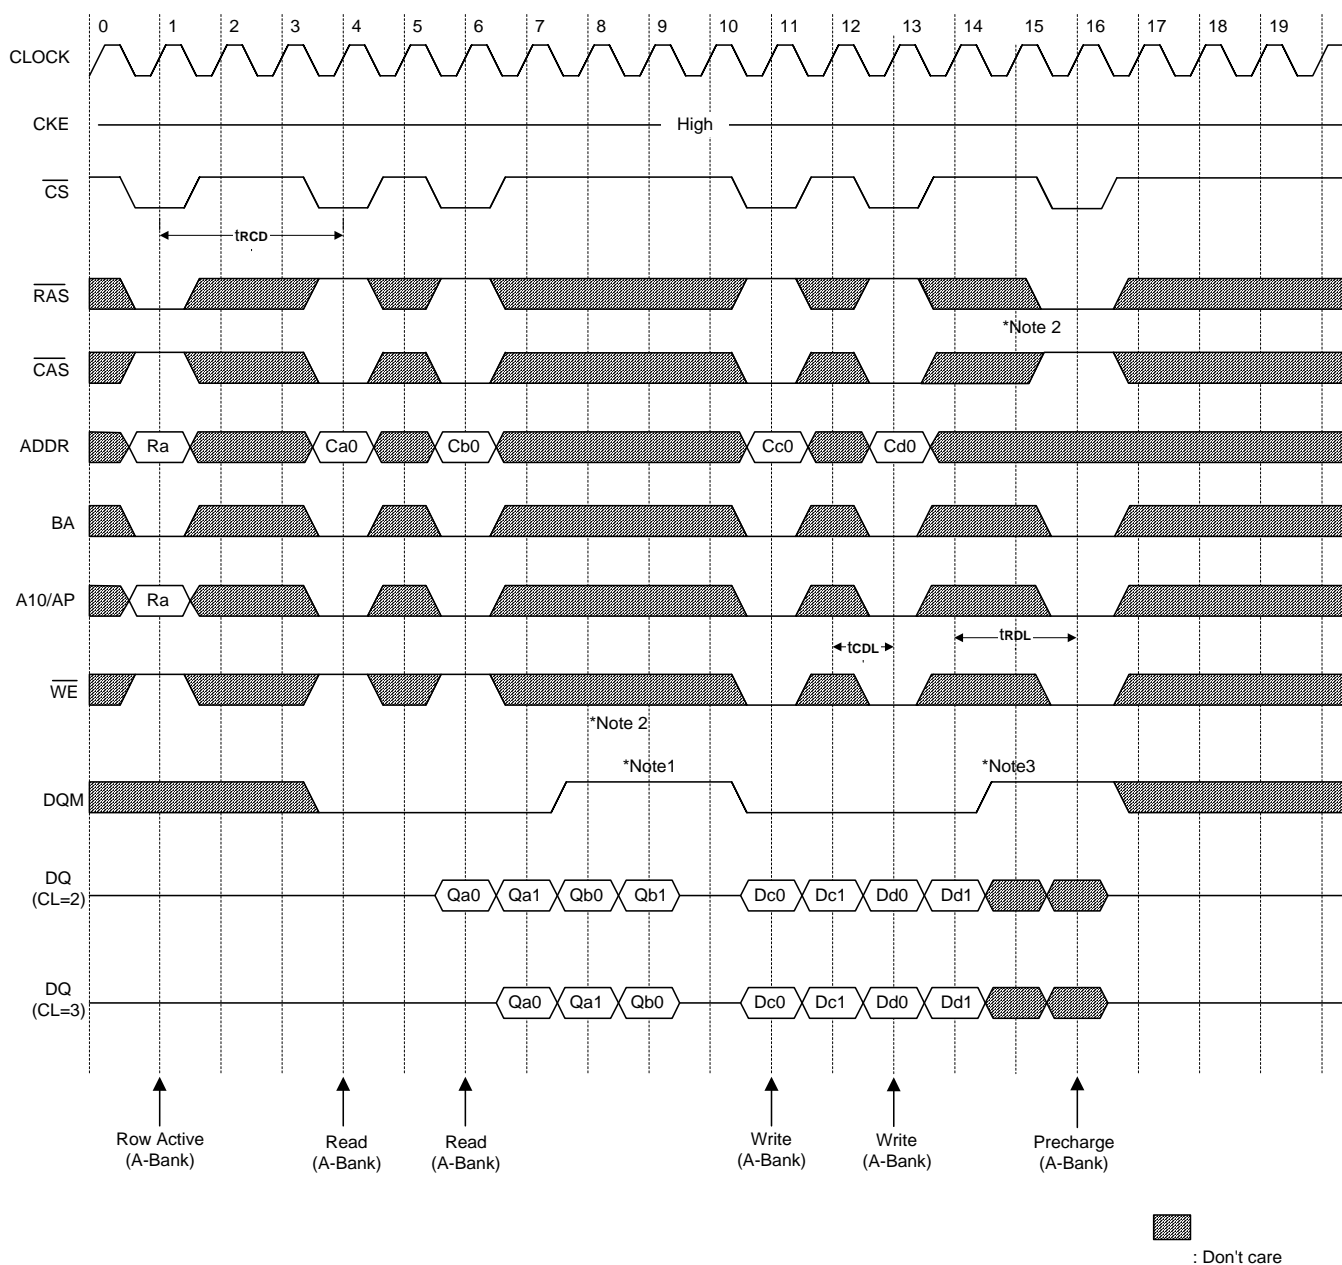 0 1 2 3 4 5 6 7 8 9 10 11 12 13 14 15 16 17 18 19
CLOCK
CKE High
CS
tRCD
RAS
*Note 2
CAS
ADDR Ra Ca0 Cb0 Cc0 Cd0
BA
A10/AP Ra
tCDL tRDL
WE
*Note 2
*Note1 *Note3
DQM
DQ
(CL=2) Qa0 Qa1 Qb0 Qb1 Dc0 Dc1 Dd0 Dd1
DQ
(CL=3) Qa0 Qa1 Qb0 Dc0 Dc1 Dd0 Dd1
Row Active
(A-Bank)
Read
(A-Bank)
Read
(A-Bank)
Write
(A-Bank)
Write
(A-Bank)
Precharge
(A-Bank)
: Don't care